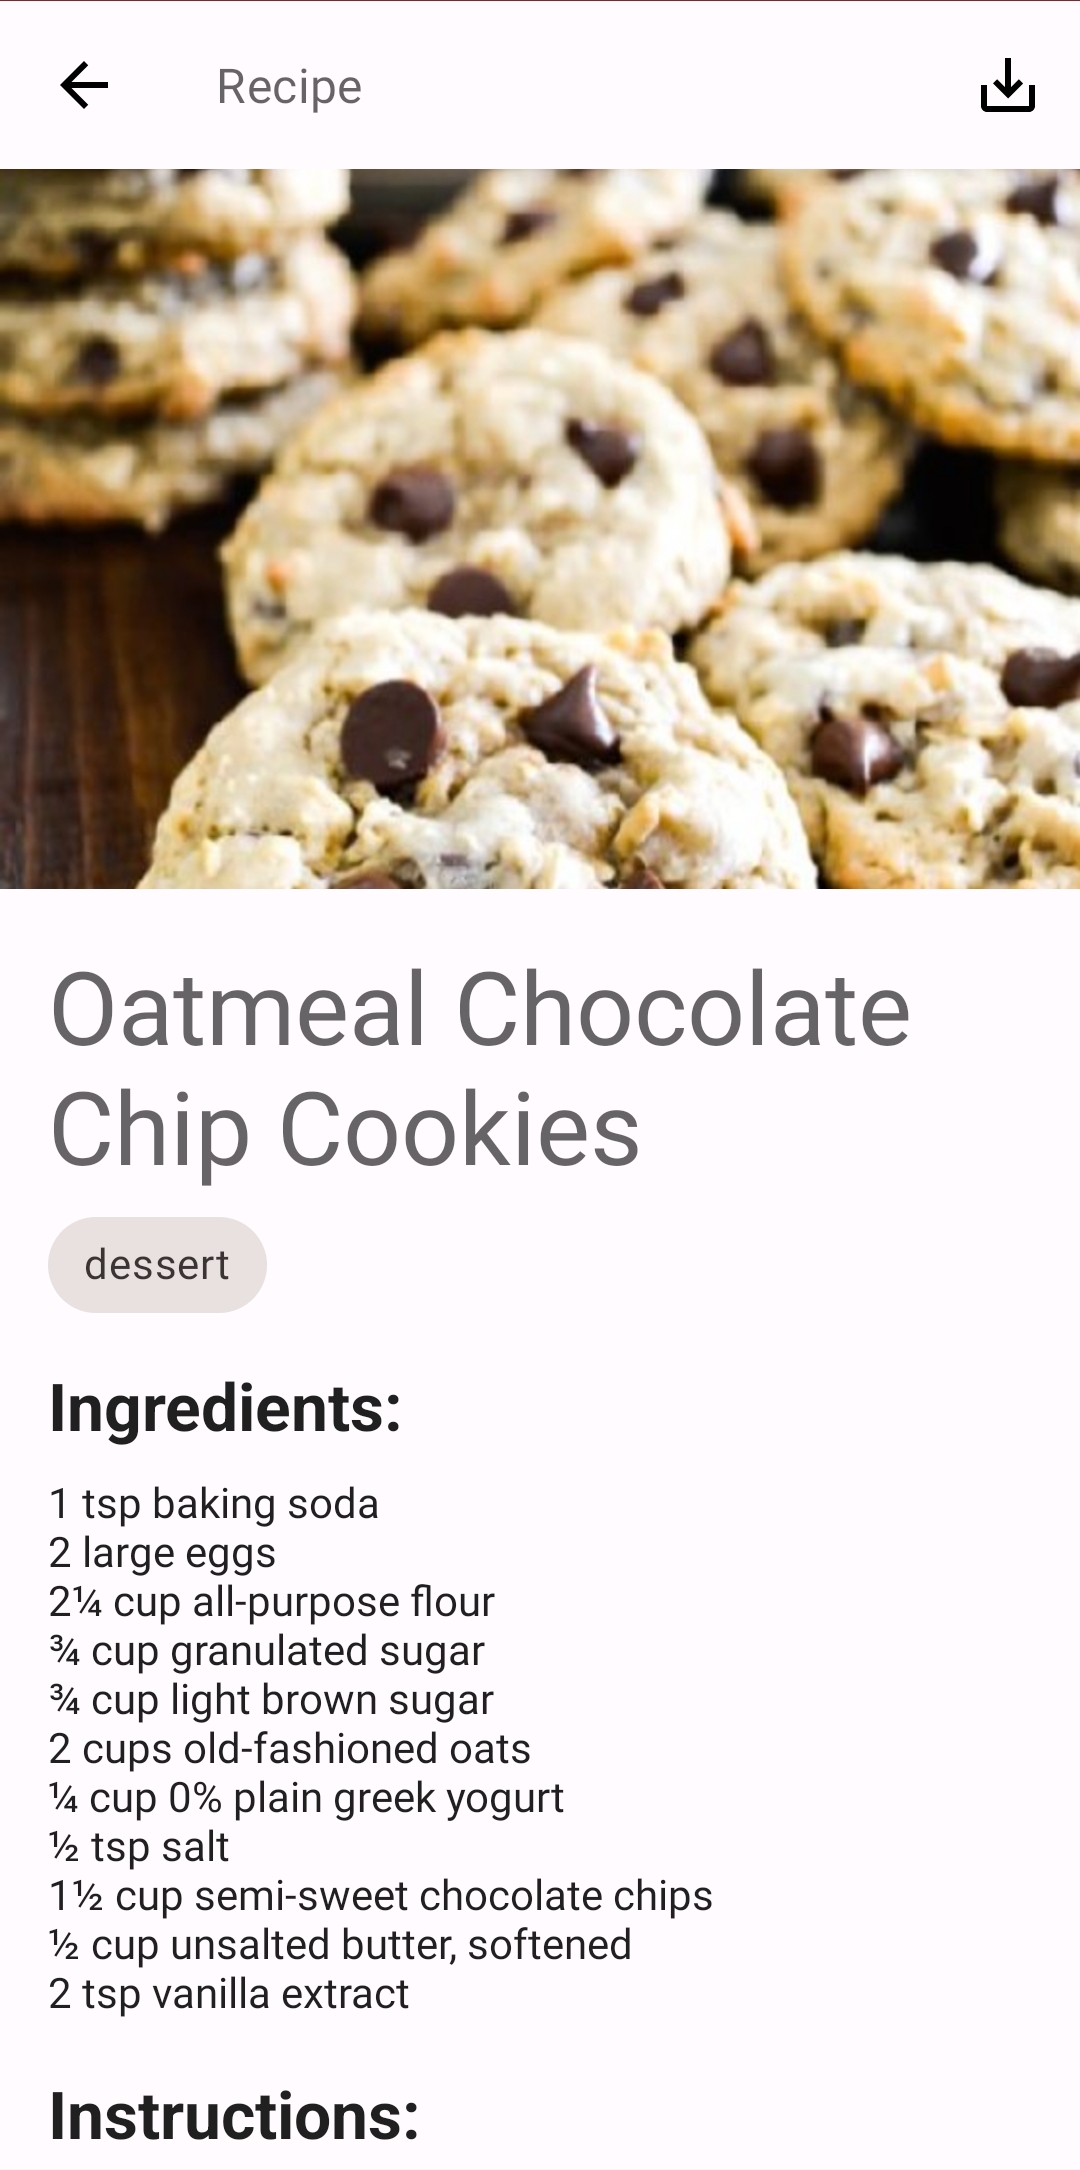 Recipe
Oatmeal Chocolate
Chip Cookies
dessert
Ingredients:
1 tsp baking soda
2 large eggs
2¼ cup all-purpose flour
¾ cup granulated sugar
¾ cup light brown sugar
2 cups old-fashioned oats
¼ cup 0% plain greek yogurt
½ tsp salt
1½ cup semi-sweet chocolate chips
½ cup unsalted butter, softened
2 tsp vanilla extract
Instructions: